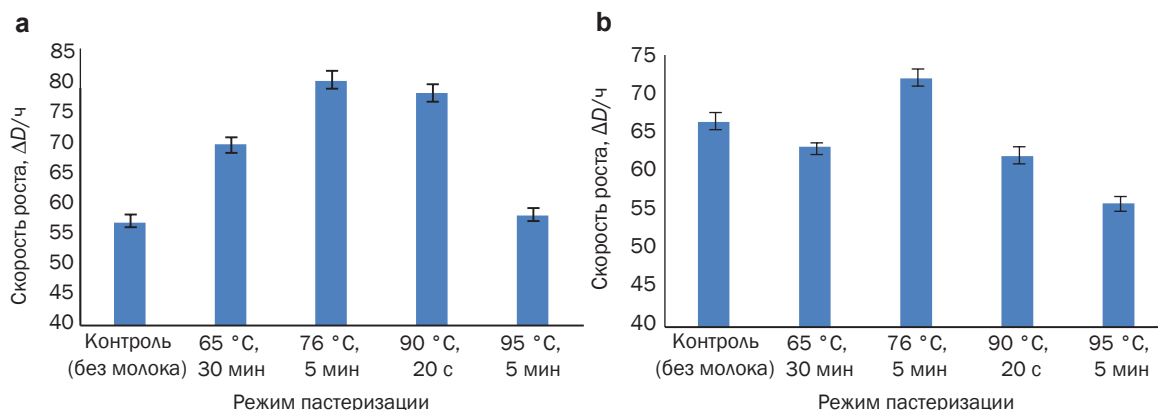 a
Скорость роста, ΔD/ч
85
80
75
70
65
60
55
50
45
40
Контроль
(без молока)
65 °C,
30 мин
76 °C,
5 мин
90 °C,
20 с
95 °C,
5 мин
Режим пастеризации
b
Скорость роста, ΔD/ч
75
70
65
60
55
50
45
40
Контроль
(без молока)
65 °C,
30 мин
76 °C,
5 мин
90 °C,
20 с
95 °C,
5 мин
Режим пастеризации